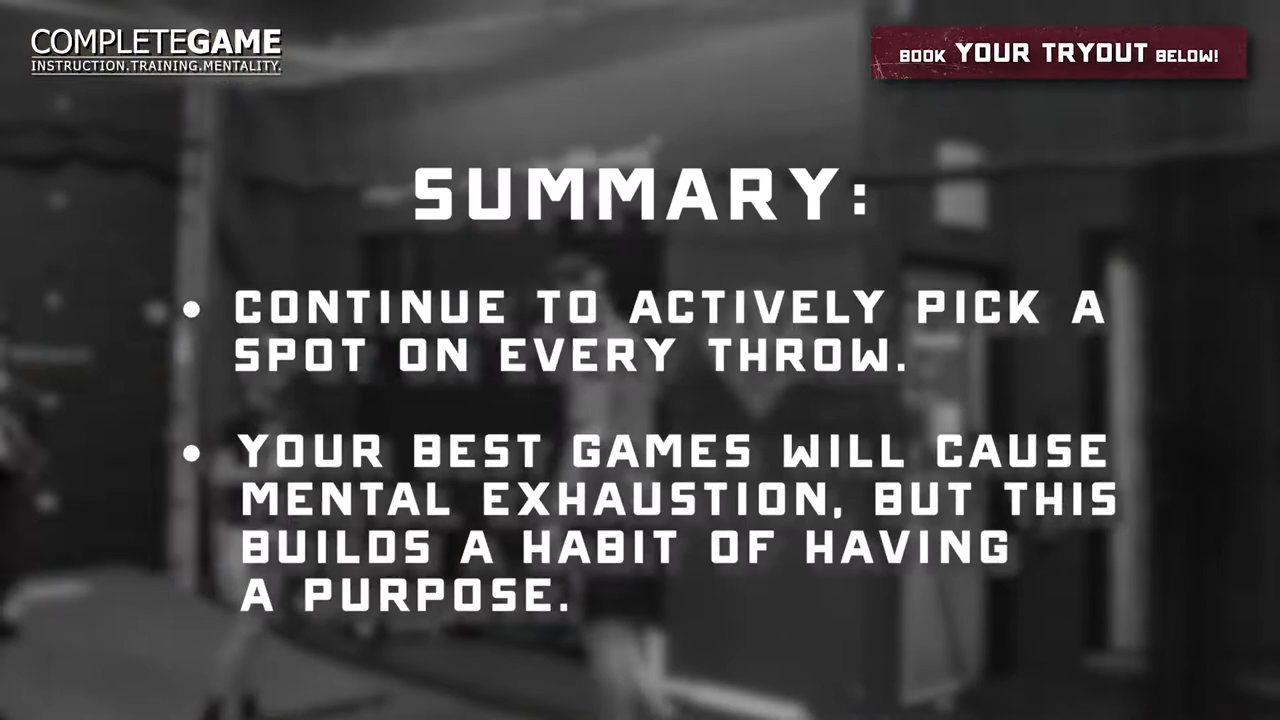 COMPLETEGAME
INSTRUCTION.TRAINING.MENTALITY.
BOOK YOUR TRYOUT BELOW!
SUMMARY:
• CONTINUE TO ACTIVELY PICK A
SPOT ON EVERY THROW.
• YOUR BEST GAMES WILL CAUSE
MENTAL EXHAUSTION, BUT THIS
BUILDS A HABIT OF HAVING
A PURPOSE.